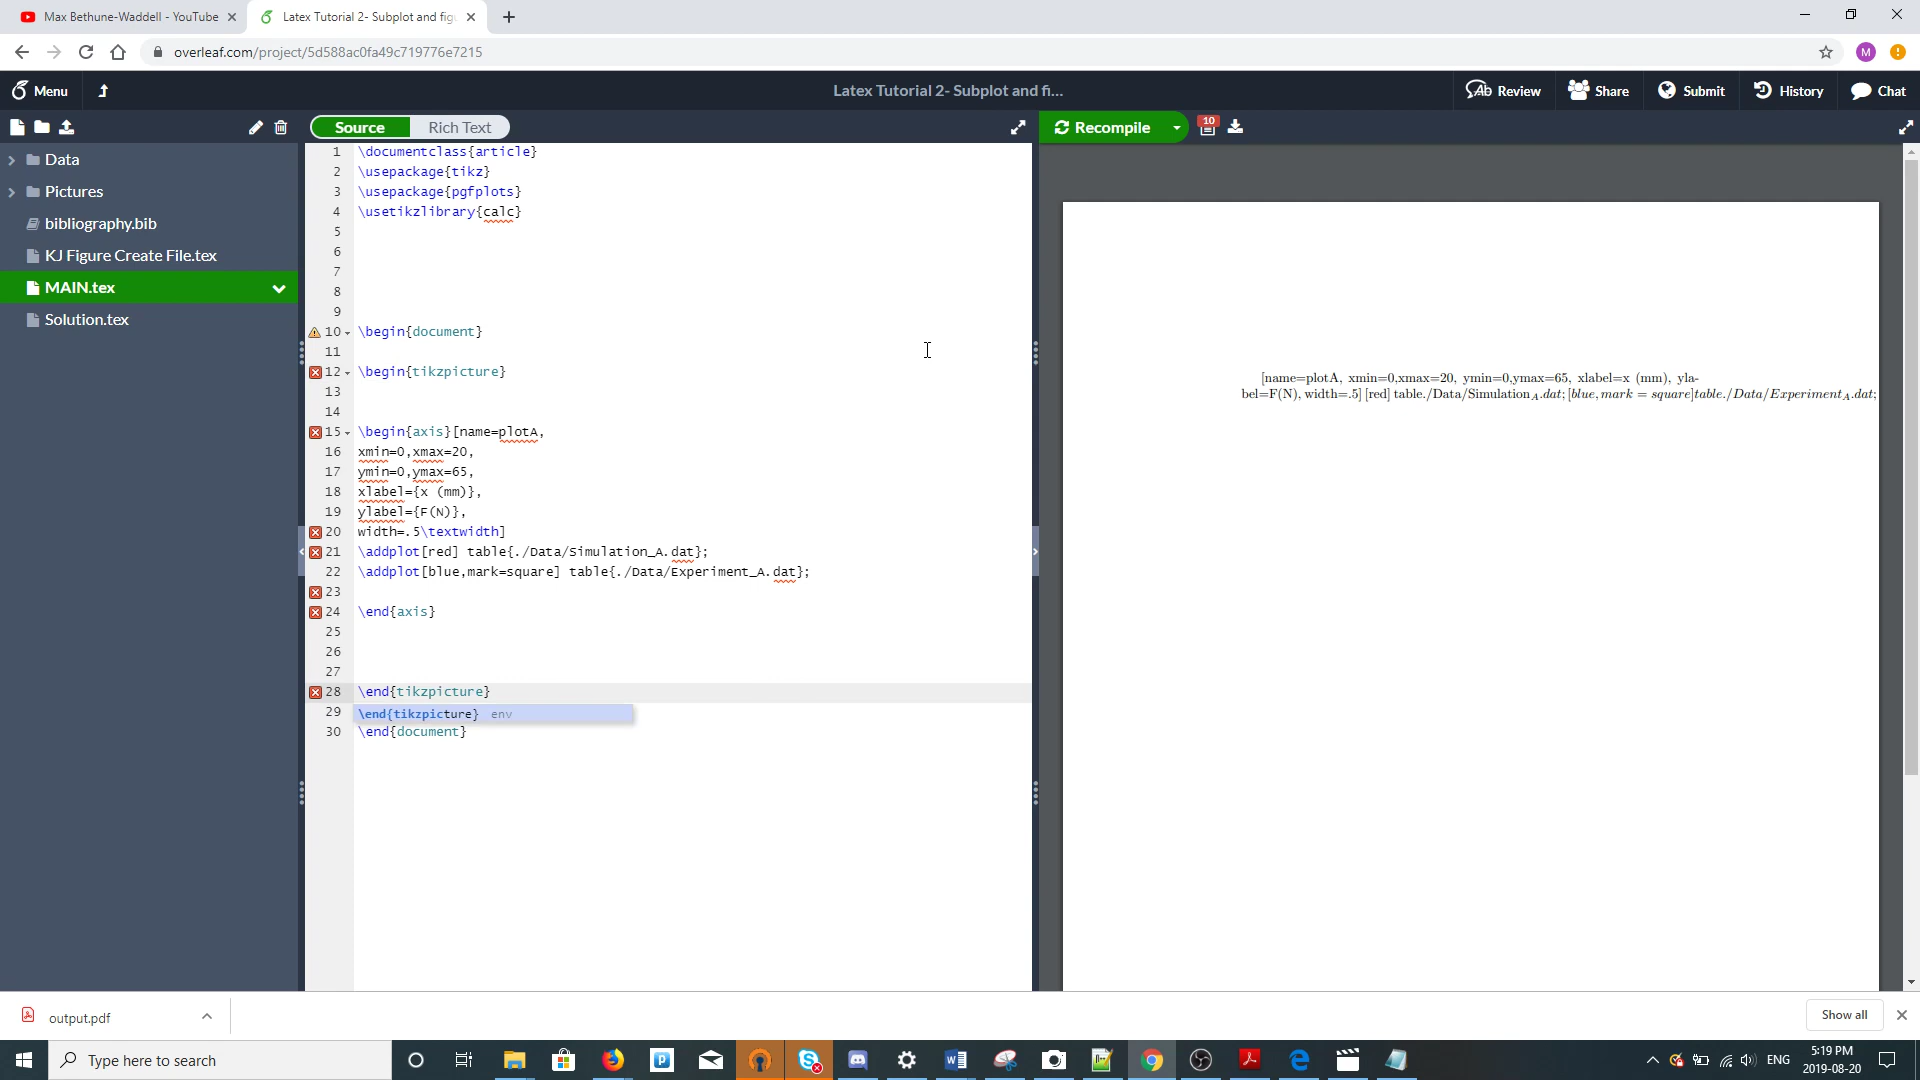 Max Bethune-Waddell - YouTube
Latex Tutorial 2- Subplot and figu
overleaf.com/project/5d588ac0fa49c719776e7215
M
Menu
Latex Tutorial 2- Subplot and fi...
Review
Share
Submit
History
Chat
Source
Rich Text
Recompile
10
Data
Pictures
bibliography.bib
KJ Figure Create File.tex
MAIN.tex
Solution.tex
1 \documentclass{article}
2 \usepackage{tikz}
3 \usepackage{pgfplots}
4 \usetikzlibrary{calc}
5
6
7
8
9
10 \begin{document}
11
12 \begin{tikzpicture}
13
14
15 \begin{axis}[name=plotA,
16 xmin=0,xmax=20,
17 ymin=0,ymax=65,
18 xlabel={x (mm)},
19 ylabel={F(N)},
20 width=.5\textwidth]
21 \addplot[red] table{./Data/Simulation_A.dat};
22 \addplot[blue,mark=square] table{./Data/Experiment_A.dat};
23
24 \end{axis}
25
26
27
28 \end{tikzpicture}
29 \end{tikzpicture} env
30 \end{document}
[name=plotA, xmin=0,xmax=20, ymin=0,ymax=65, xlabel=x (mm), yla-
bel=F(N), width=.5] [red] table./Data/Simulation_A.dat; [blue, mark = square]table./Data/Experiment_A.dat;
output.pdf
Show all
Type here to search
ENG
5:19 PM
2019-08-20